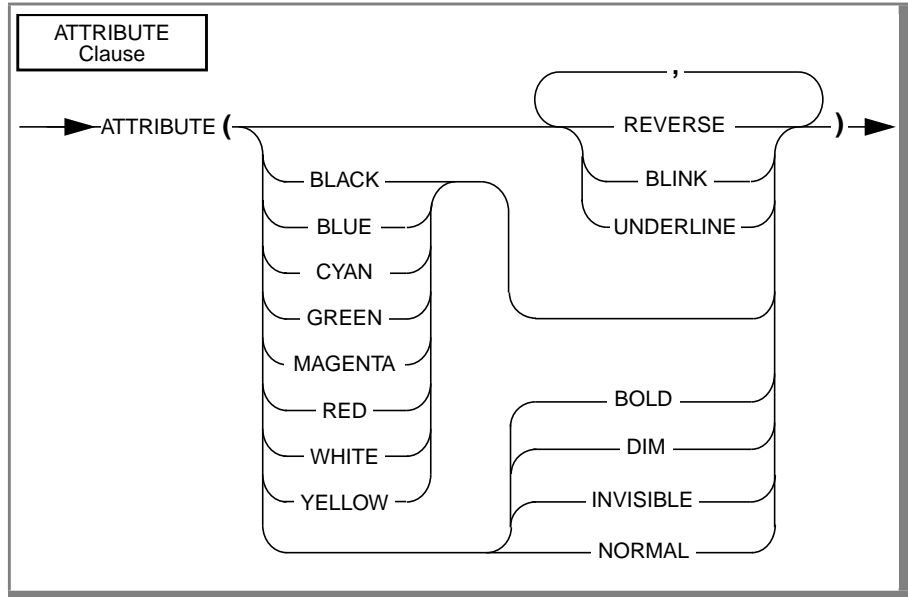 ATTRIBUTE
Clause
,
ATTRIBUTE ( REVERSE )
BLACK BLINK
BLUE UNDERLINE
CYAN
GREEN
MAGENTA
RED BOLD
WHITE DIM
YELLOW INVISIBLE
NORMAL